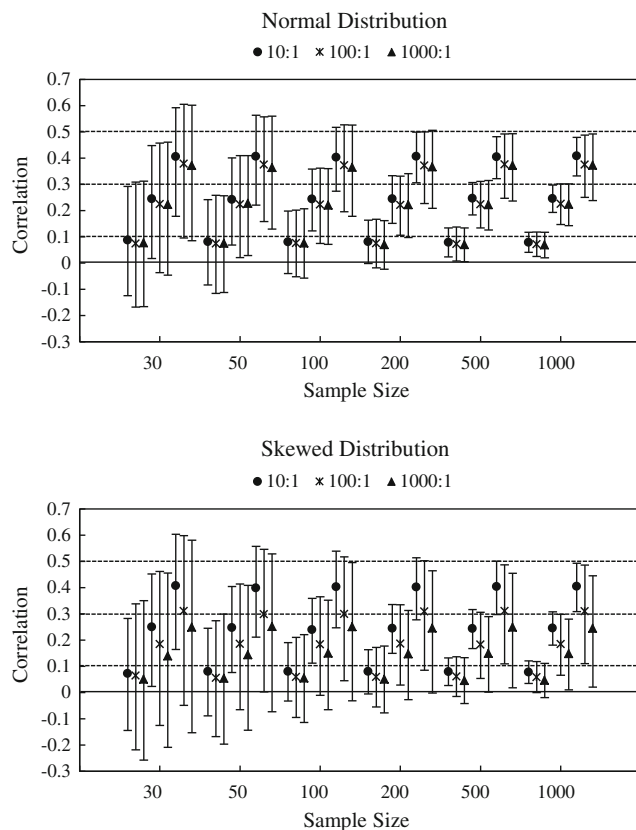 Normal Distribution
● 10:1 ✳ 100:1 ▲ 1000:1
0.7
0.6
0.5
0.4
0.3
0.2
0.1
0
-0.1
-0.2
-0.3
Correlation
30 50 100 200 500 1000
Sample Size
Skewed Distribution
● 10:1 ✳ 100:1 ▲ 1000:1
0.7
0.6
0.5
0.4
0.3
0.2
0.1
0
-0.1
-0.2
-0.3
Correlation
30 50 100 200 500 1000
Sample Size